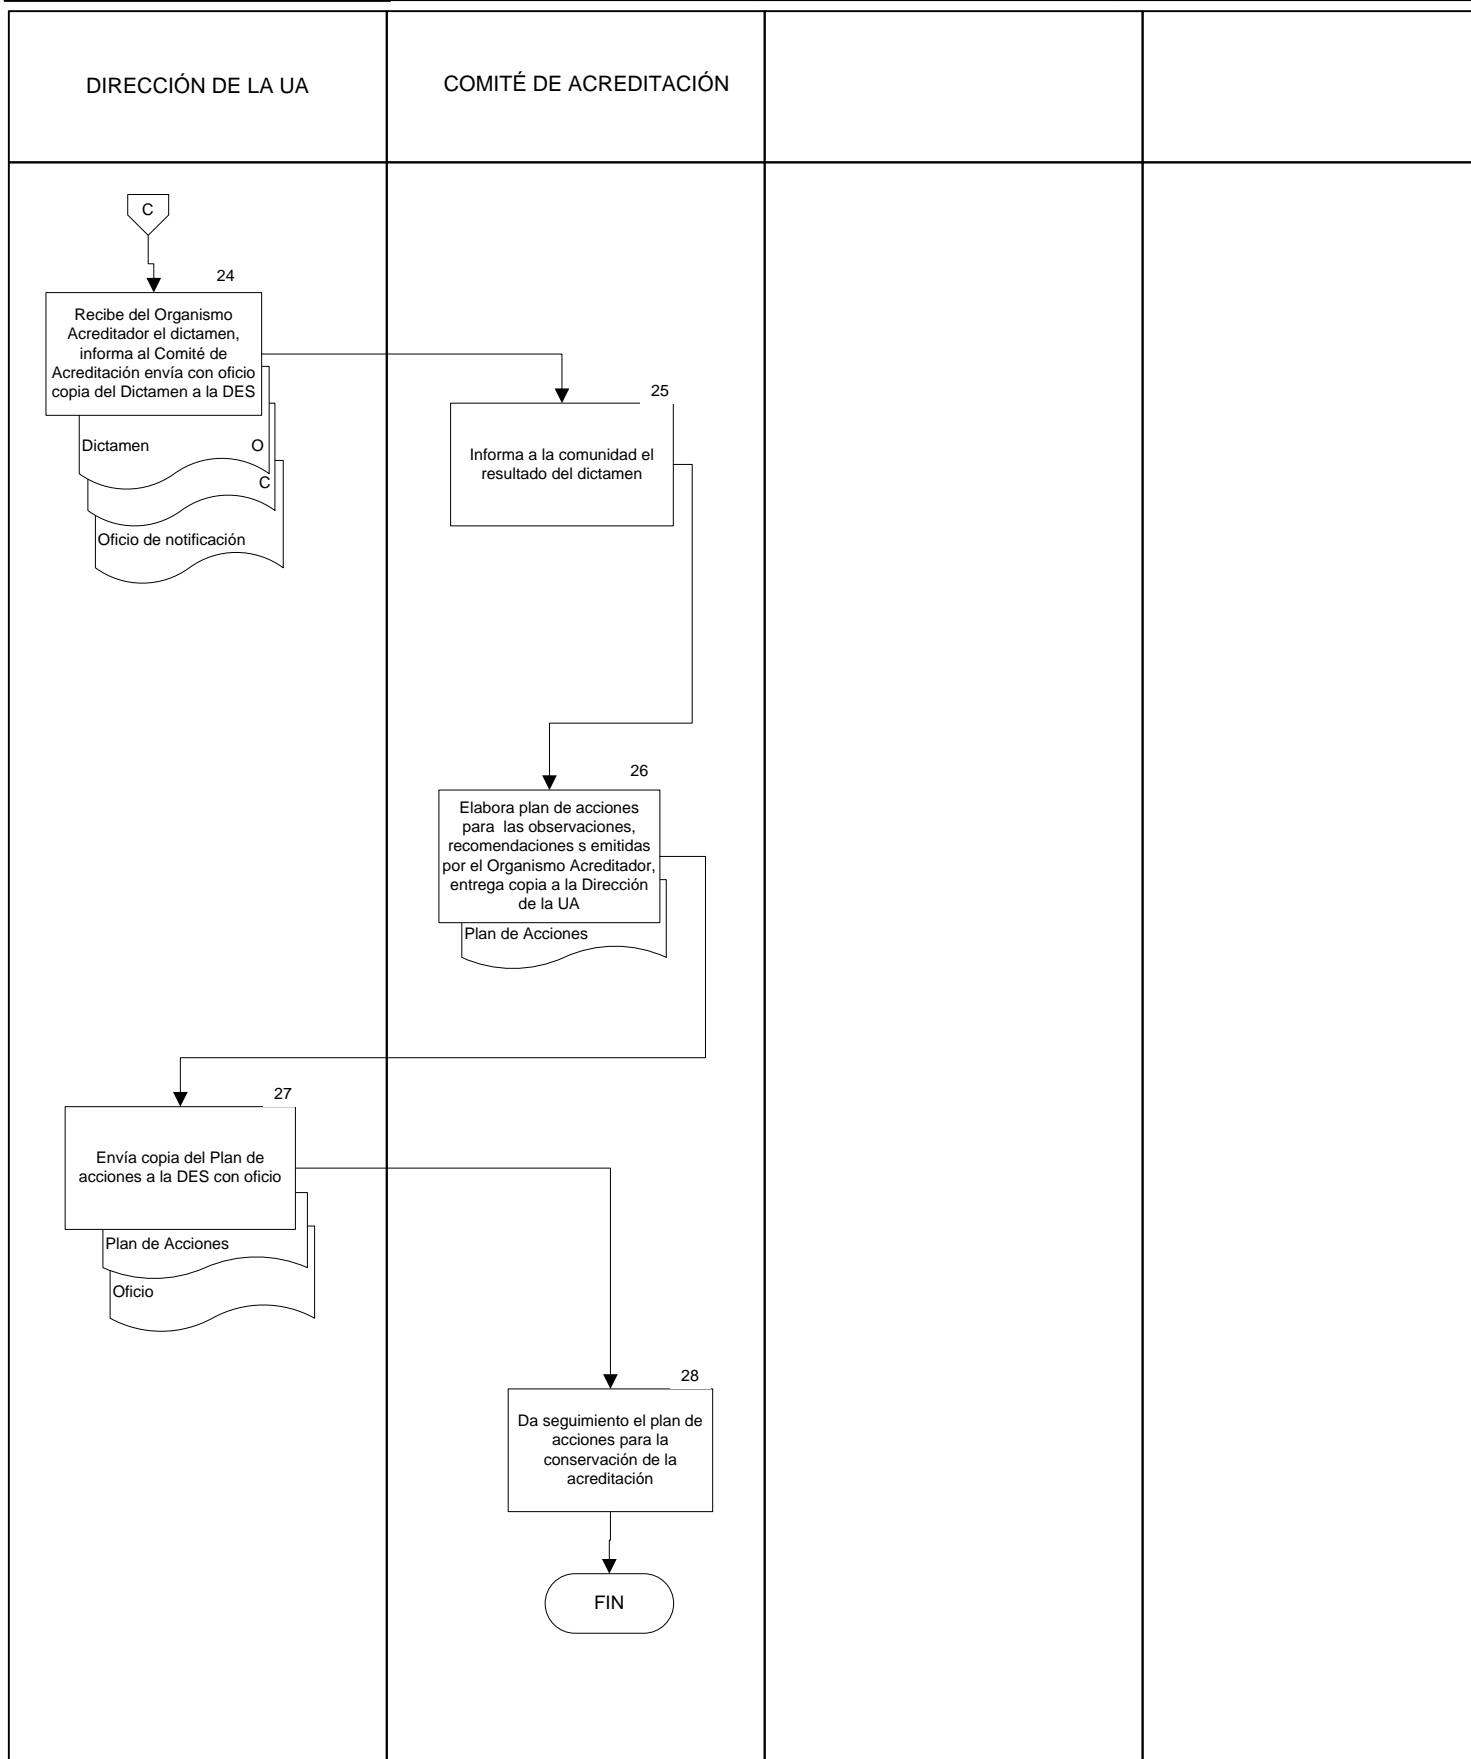 DIRECCIÓN DE LA UA
COMITÉ DE ACREDITACIÓN
C
24
Recibe del Organismo
Acreditador el dictamen,
informa al Comité de
Acreditación envía con oficio
copia del Dictamen a la DES
Dictamen O
C
Oficio de notificación
25
Informa a la comunidad el
resultado del dictamen
26
Elabora plan de acciones
para las observaciones,
recomendaciones s emitidas
por el Organismo Acreditador,
entrega copia a la Dirección
de la UA
Plan de Acciones
27
Envía copia del Plan de
acciones a la DES con oficio
Plan de Acciones
Oficio
28
Da seguimiento el plan de
acciones para la
conservación de la
acreditación
FIN